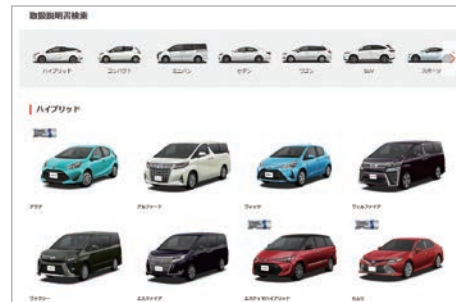 取扱説明書検索
ハイブリッド コンパクト ミニバン セダン ワゴン SUV スポーツ
ハイブリッド
アクア アルファード ヴィッツ ヴェルファイア
ヴォクシー エスクァイア エスティマハイブリッド カムリ